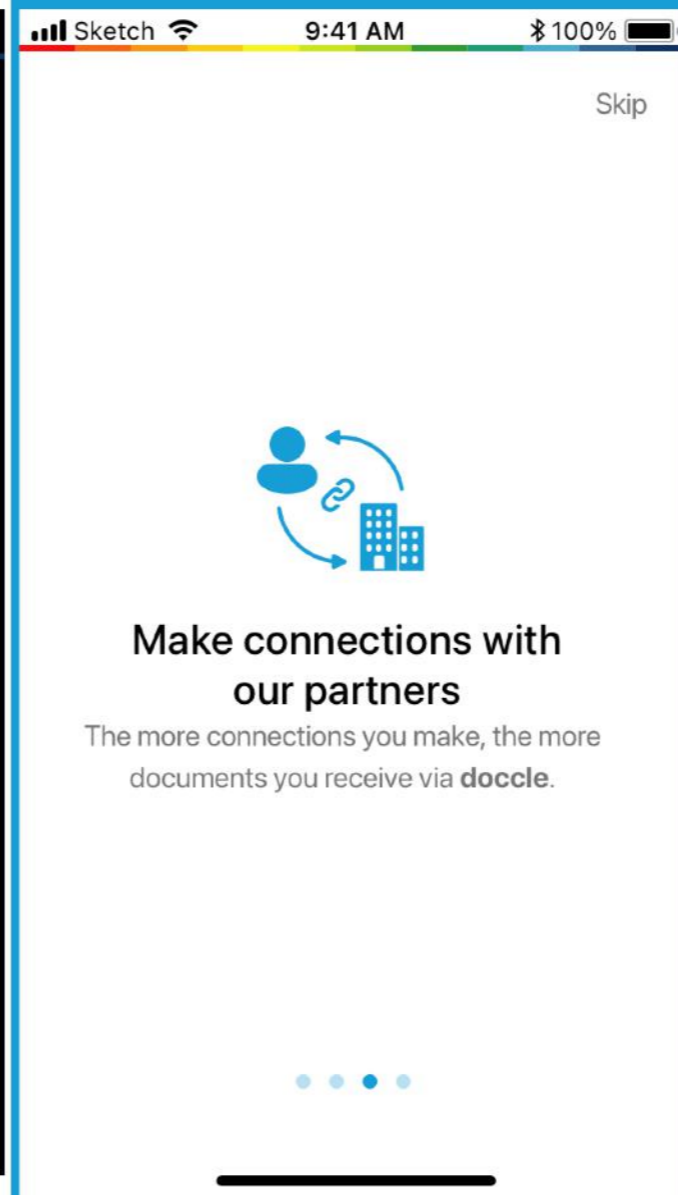 Sketch 9:41 AM 100%
Skip
Make connections with
our partners
The more connections you make, the more
documents you receive via doccle.